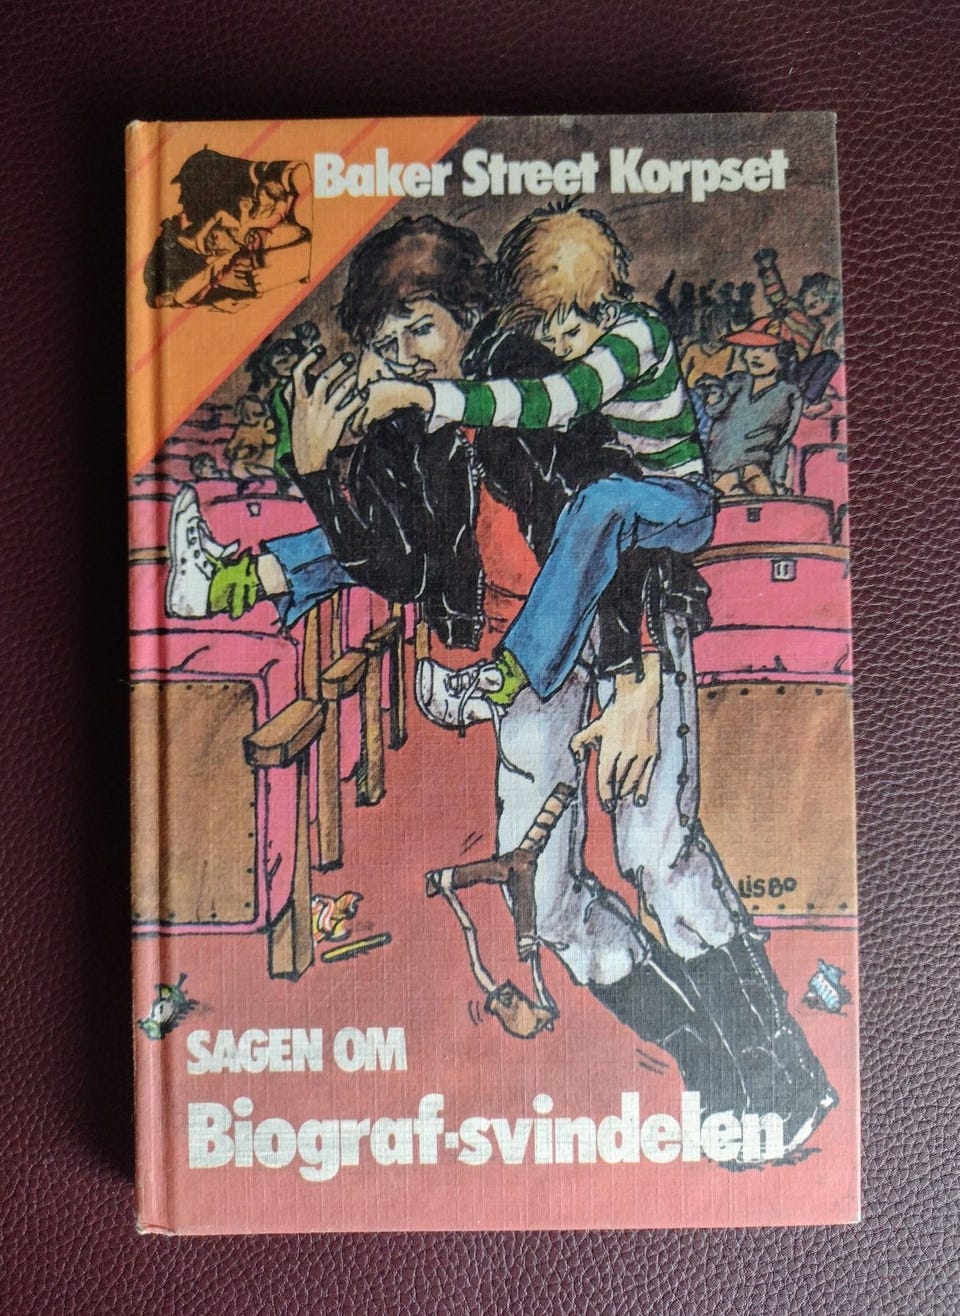 Baker Street Korpset
LISBO
SAGEN OM
Biograf-svindelen